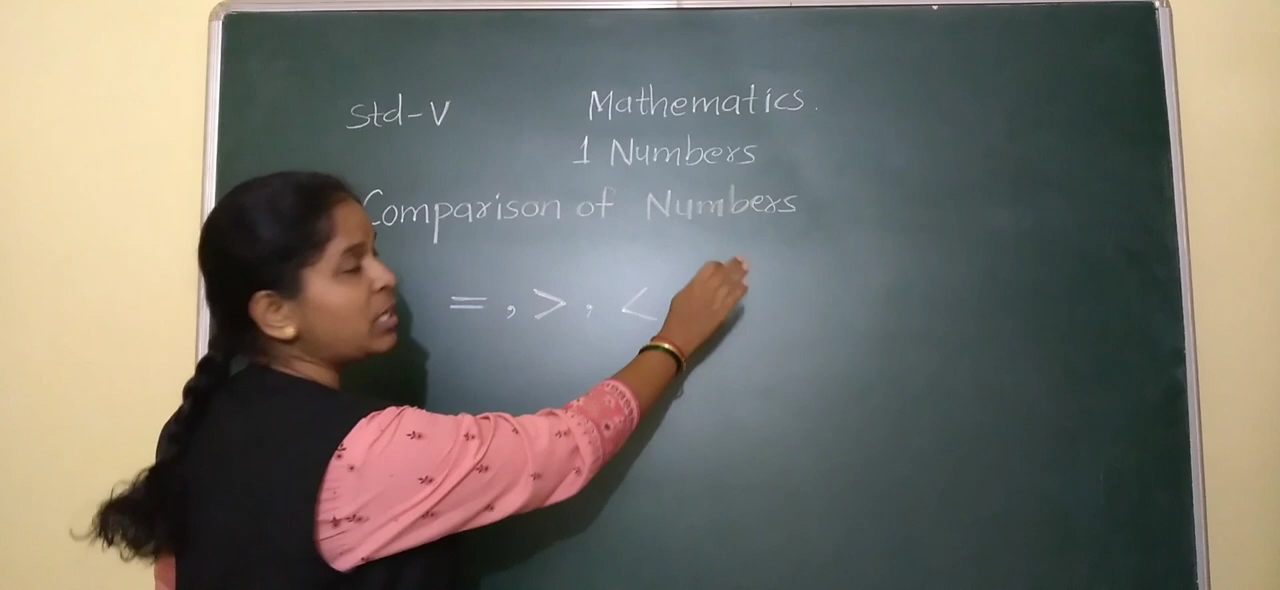 Std-V Mathematics.
1 Numbers
Comparison of Numbers
= , > , <